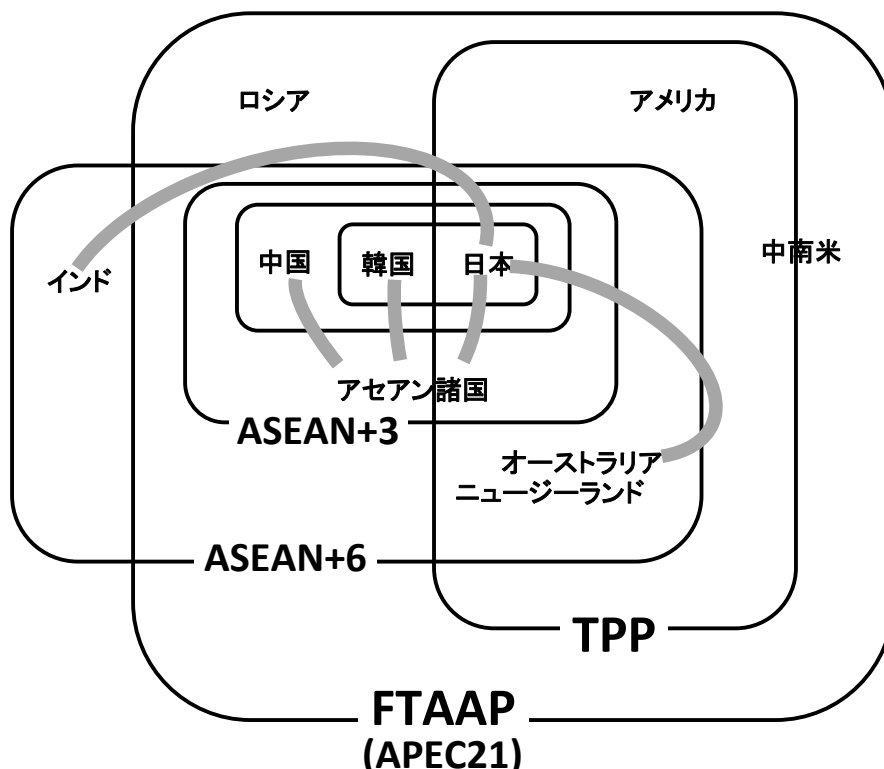 ロシア
アメリカ
中南米
インド
中国
韓国
日本
アセアン諸国
ASEAN+3
オーストラリア
ニュージーランド
ASEAN+6
TPP
FTAAP
(APEC21)